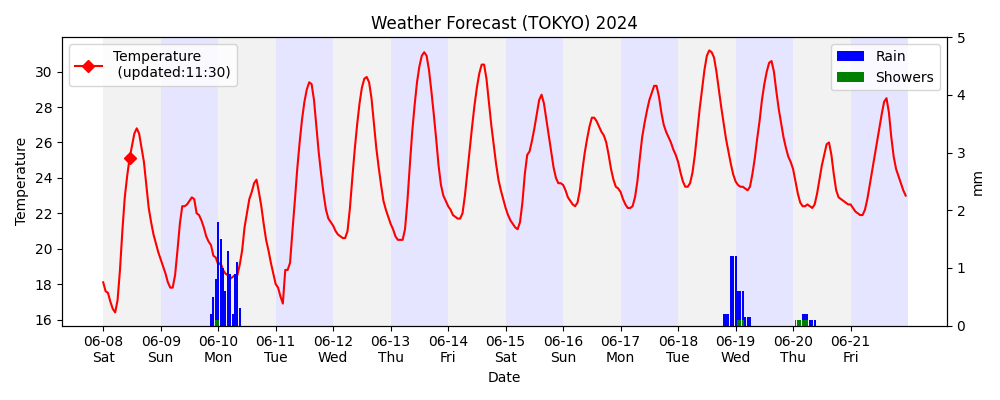 Weather Forecast (TOKYO) 2024
Temperature
(updated:11:30)
Rain
Showers
Temperature
30
28
26
24
22
20
18
16
5
4
3
2
1
0
mm
06-08 06-09 06-10 06-11 06-12 06-13 06-14 06-15 06-16 06-17 06-18 06-19 06-20 06-21
Sat Sun Mon Tue Wed Thu Fri Sat Sun Mon Tue Wed Thu Fri
Date